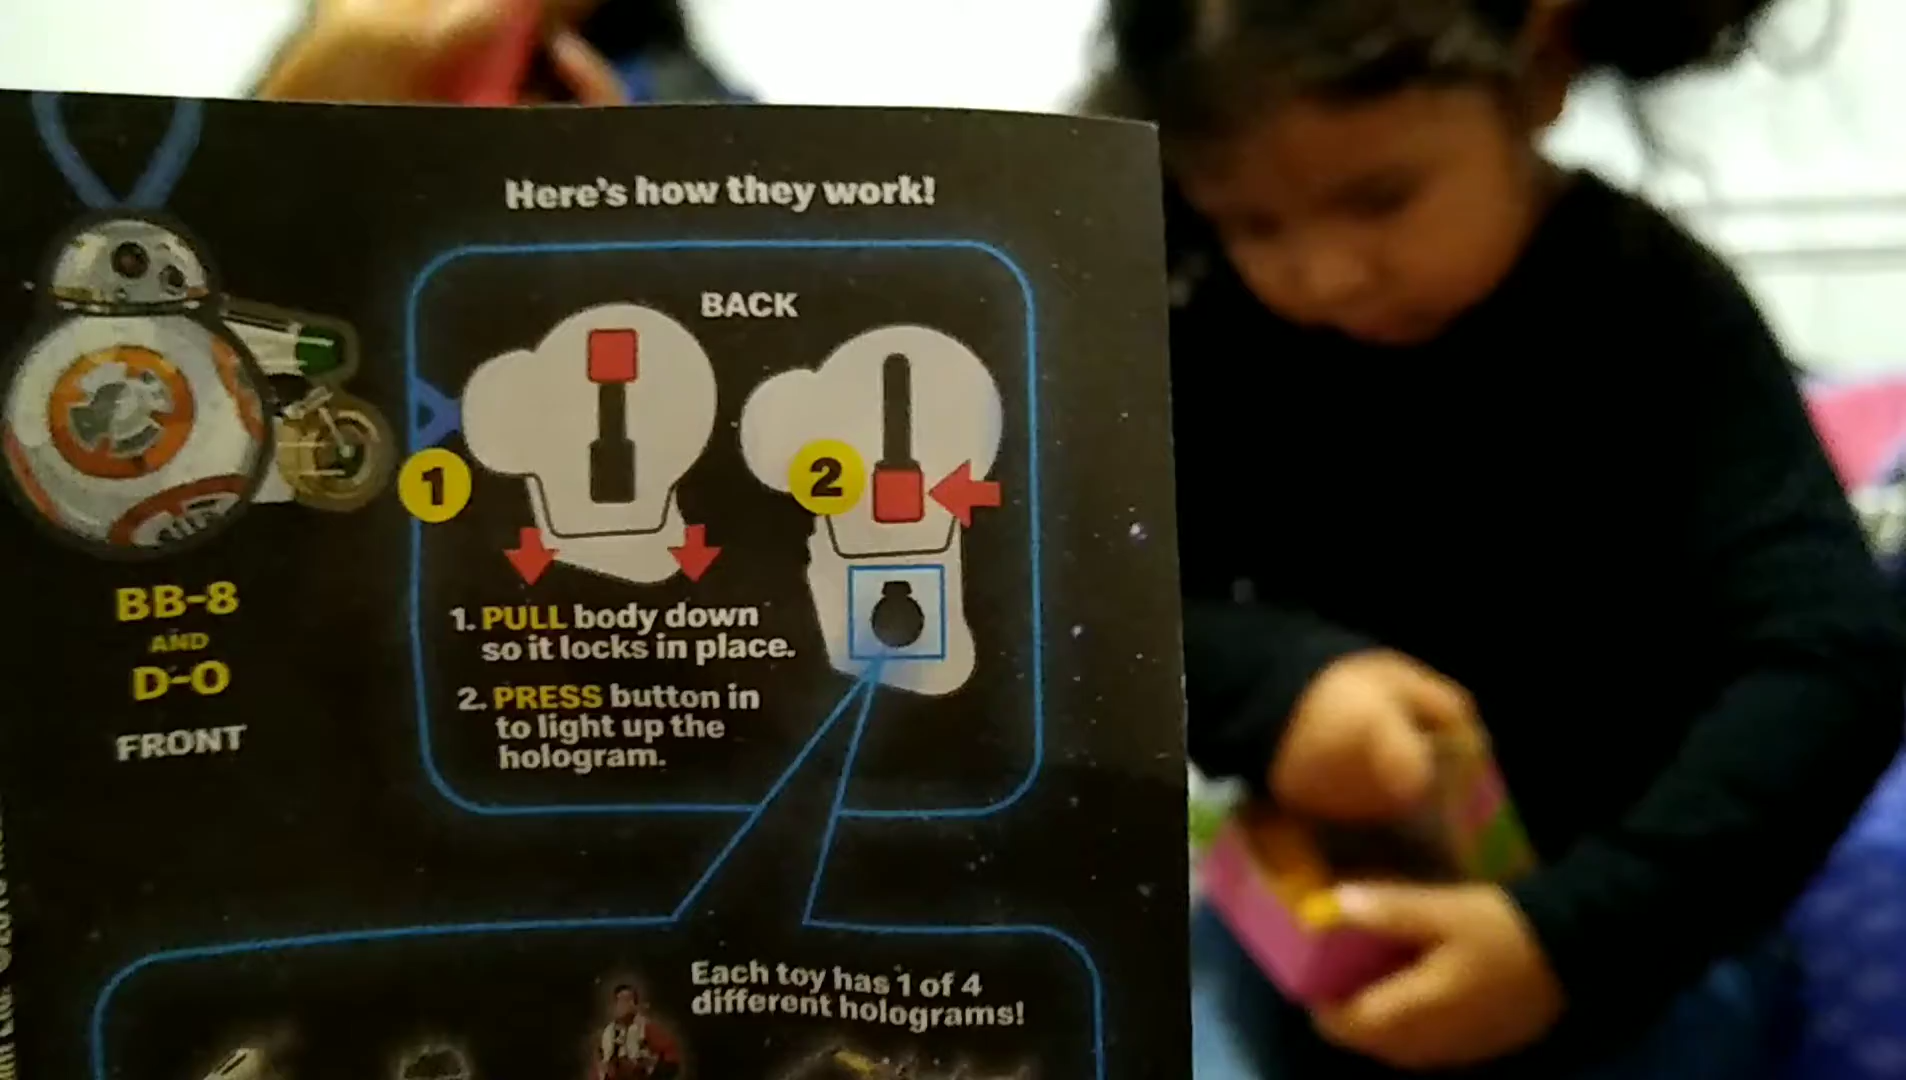 Here's how they work!
BACK
1
2
1. PULL body down
so it locks in place.
2. PRESS button in
to light up the
hologram.
BB-8
AND
D-O
FRONT
Each toy has 1 of 4
different holograms!